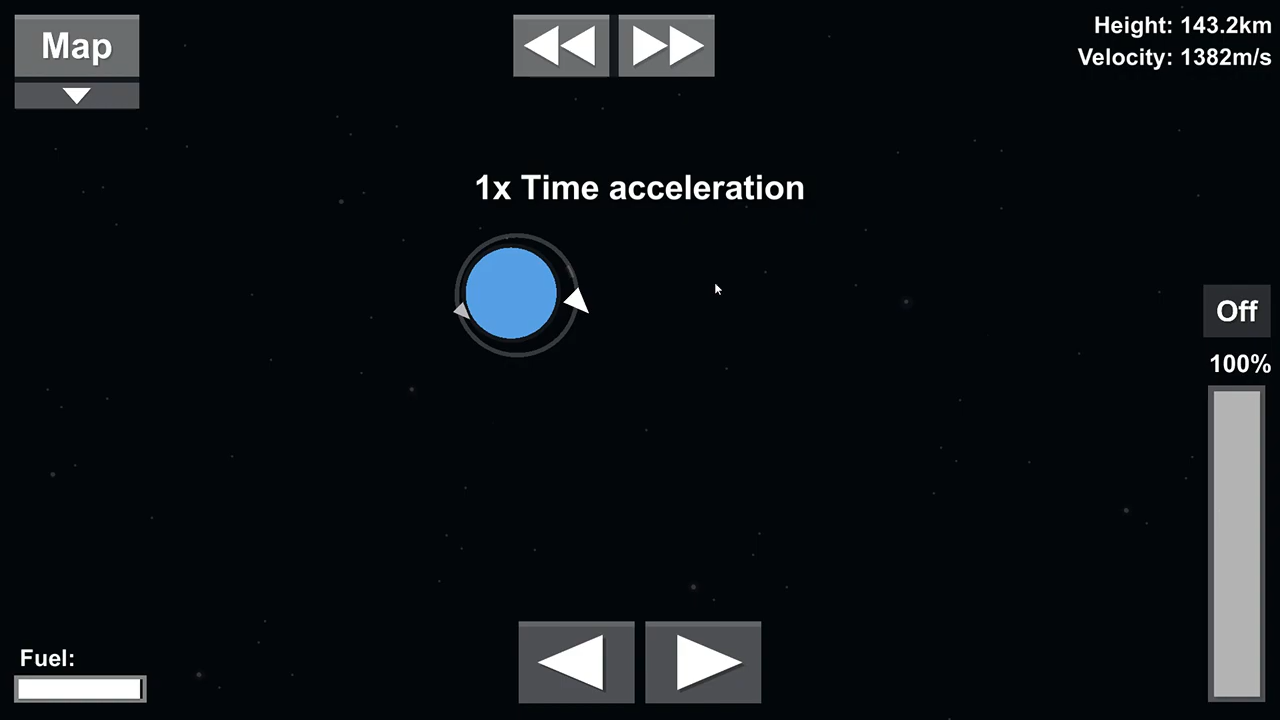 Map
Height: 143.2km
Velocity: 1382m/s
1x Time acceleration
Off
100%
Fuel: